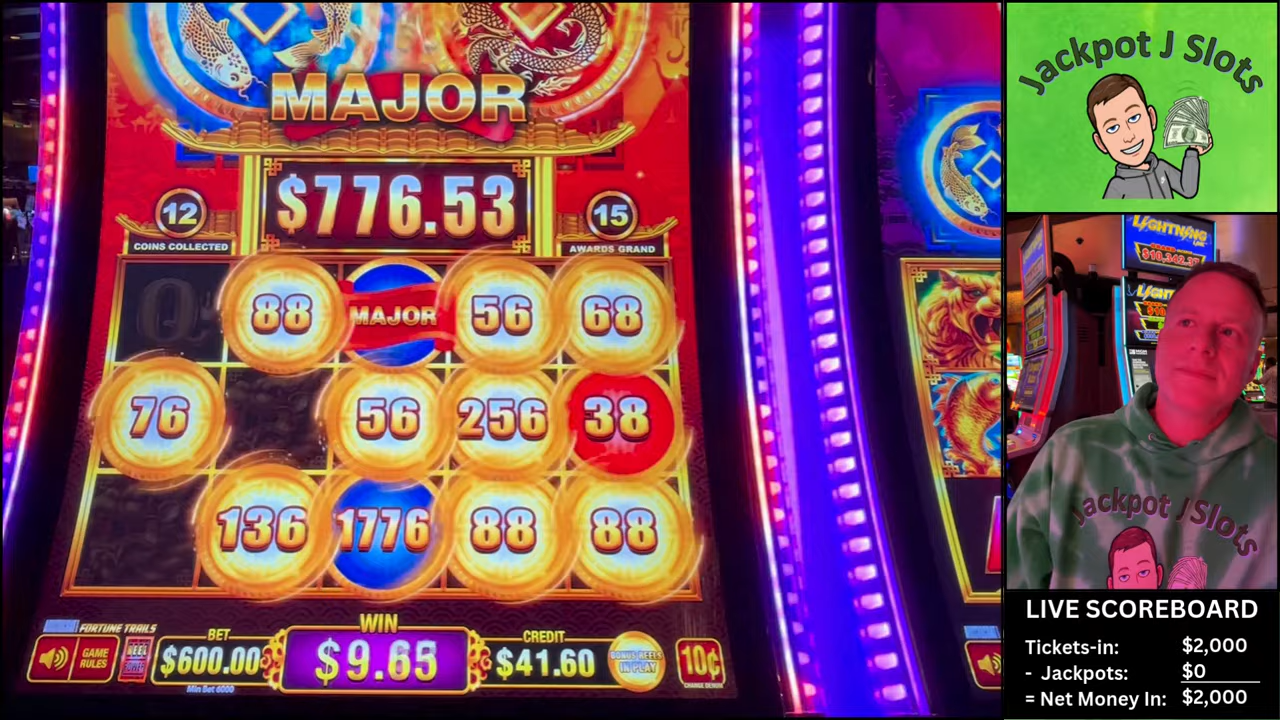 MAJOR
$776.53
12
COINS COLLECTED
15
AWARDS GRAND
88
MAJOR
56
68
76
56
256
38
136
1776
88
88
FORTUNE TRAILS
GAME RULES
BET
$600.00
WIN
$9.65
CREDIT
$41.60
IN PLAY
10¢
CHANGE DENOM
Jackpot J Slots
LIGHTNING
Jackpot J Slots
LIVE SCOREBOARD
Tickets-in: $2,000
- Jackpots: $0
= Net Money In: $2,000